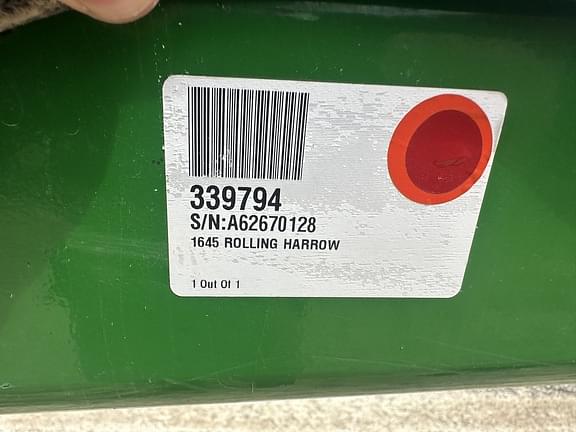 339794
S/N:A62670128
1645 ROLLING HARROW
1 Out Of 1